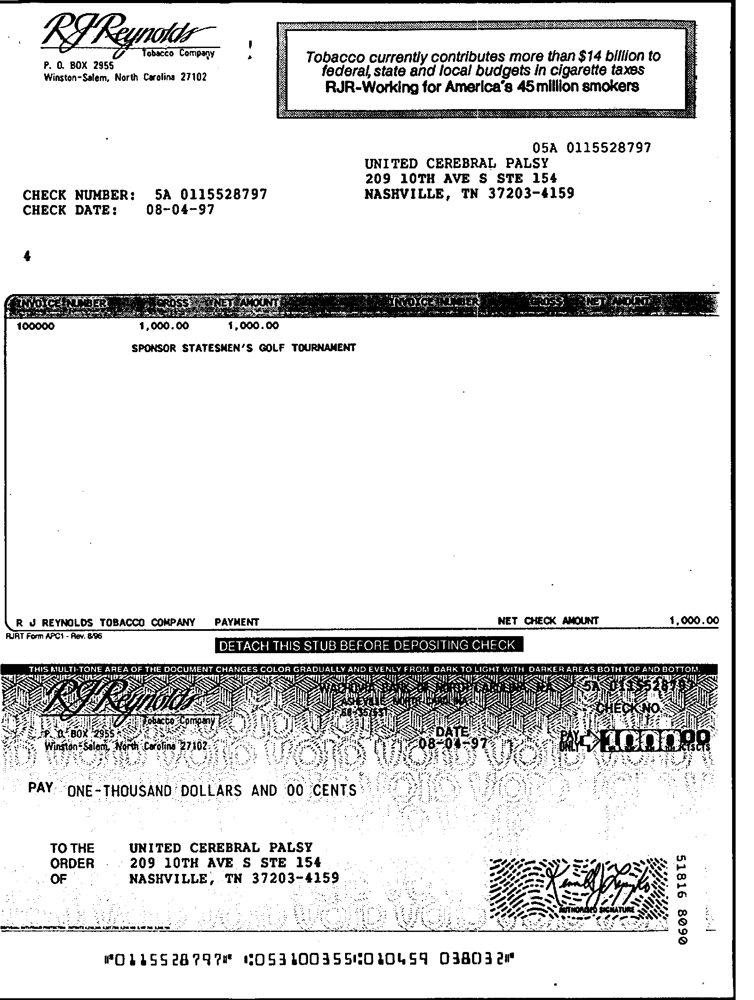 RJReynolds
Tobacco Company
P. O. BOX 2955
Winston-Salem, North Carolina 27102
Tobacco currently contributes more than $14 billion to
federal, state and local budgets in cigarette taxes
RJR-Working for America's 45 million smokers
05A 0115528797
UNITED CEREBRAL PALSY
209 10TH AVE S STE 154
NASHVILLE, TN 37203-4159
CHECK NUMBER: 5A 0115528797
CHECK DATE: 08-04-97
4
INVOICE NUMBER GROSS NET AMOUNT INVOICE NUMBER GROSS NET AMOUNT
100000 1,000.00 1,000.00
SPONSOR STATESMEN'S GOLF TOURNAMENT
R J REYNOLDS TOBACCO COMPANY PAYMENT NET CHECK AMOUNT 1,000.00
RJRT Form APC1 - Rev. 8/96
DETACH THIS STUB BEFORE DEPOSITING CHECK
THIS MULTI-TONE AREA OF THE DOCUMENT CHANGES COLOR GRADUALLY AND EVENLY FROM DARK TO LIGHT WITH DARKER AREAS BOTH TOP AND BOTTOM.
RJReynolds
Tobacco Company
P. O. BOX 2955
Winston-Salem, North Carolina 27102
WACHOVIA BANK OF NORTH CAROLINA, N.A.
ASHEVILLE, NORTH CAROLINA
5A 0115528797
CHECK NO.
DATE
08-04-97
PAY ONLY 1,000 00 CTS CTS
PAY ONE-THOUSAND DOLLARS AND 00 CENTS
TO THE ORDER OF
UNITED CEREBRAL PALSY
209 10TH AVE S STE 154
NASHVILLE, TN 37203-4159
AUTHORIZED SIGNATURE
51816 8090
⑈0115528797⑈ ⑆053100355⑆010459 038032⑈